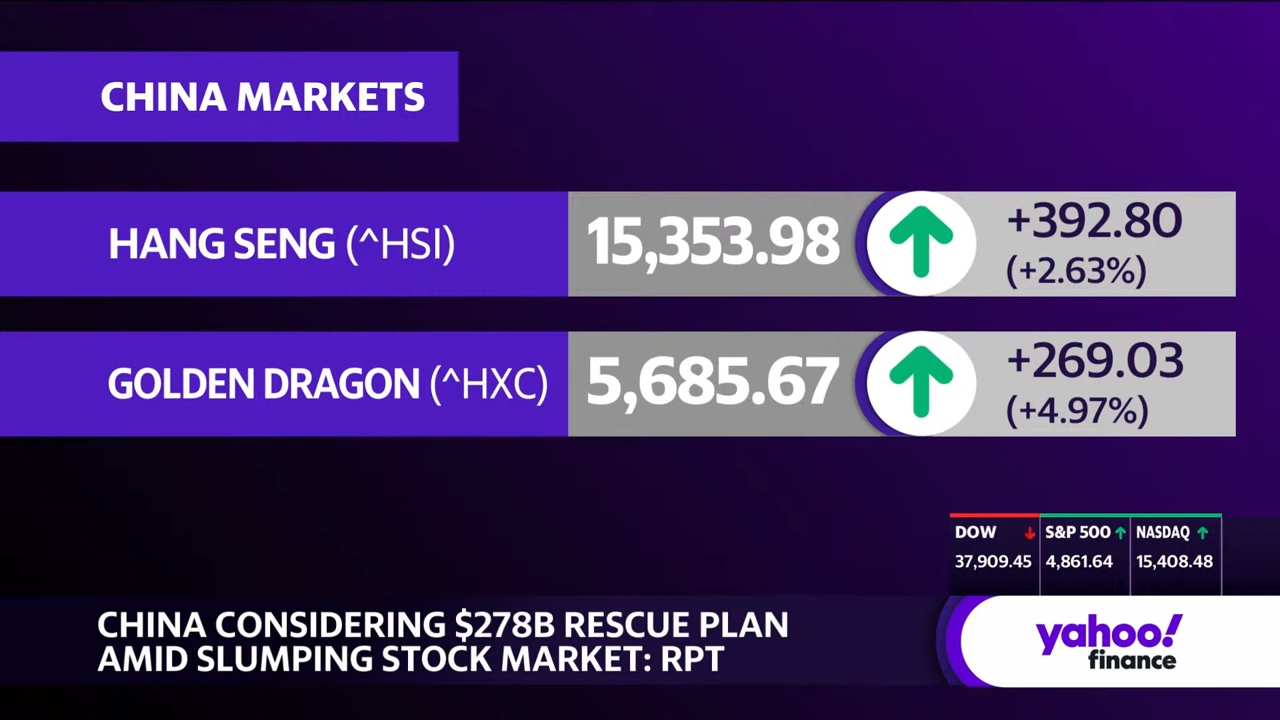 CHINA MARKETS
HANG SENG (^HSI) 15,353.98 +392.80
(+2.63%)
GOLDEN DRAGON (^HXC) 5,685.67 +269.03
(+4.97%)
DOW S&P 500 NASDAQ
37,909.45 4,861.64 15,408.48
CHINA CONSIDERING $278B RESCUE PLAN
AMID SLUMPING STOCK MARKET: RPT
yahoo!
finance